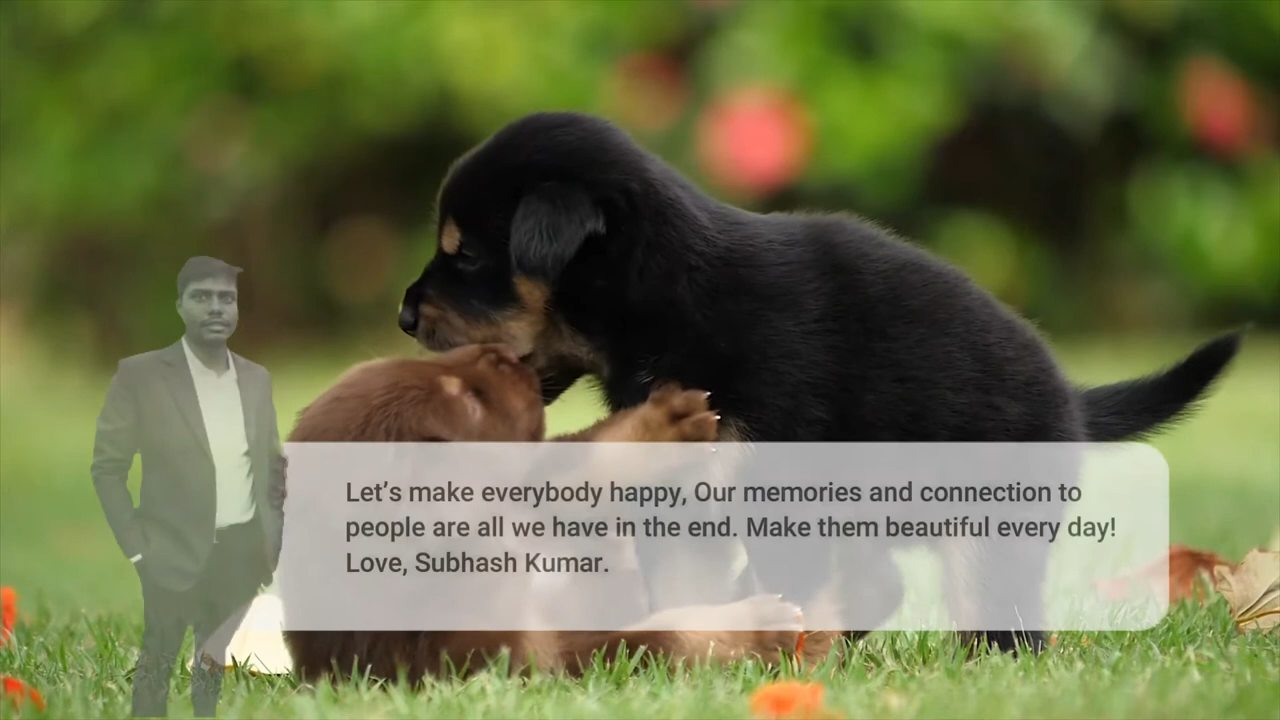 Let’s make everybody happy, Our memories and connection to
people are all we have in the end. Make them beautiful every day!
Love, Subhash Kumar.